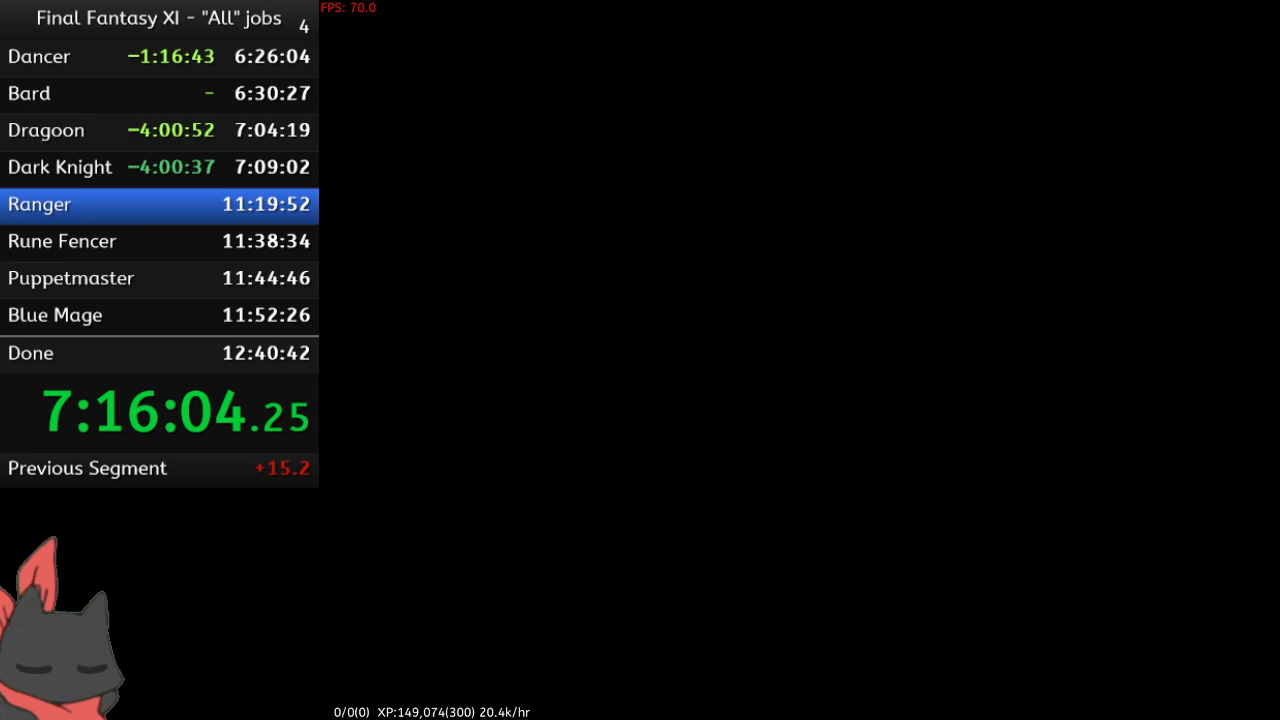 Final Fantasy XI - "All" jobs 4
FPS: 70.0
Dancer −1:16:43 6:26:04
Bard - 6:30:27
Dragoon −4:00:52 7:04:19
Dark Knight −4:00:37 7:09:02
Ranger 11:19:52
Rune Fencer 11:38:34
Puppetmaster 11:44:46
Blue Mage 11:52:26
Done 12:40:42
7:16:04.25
Previous Segment +15.2
0/0(0) XP:149,074(300) 20.4k/hr